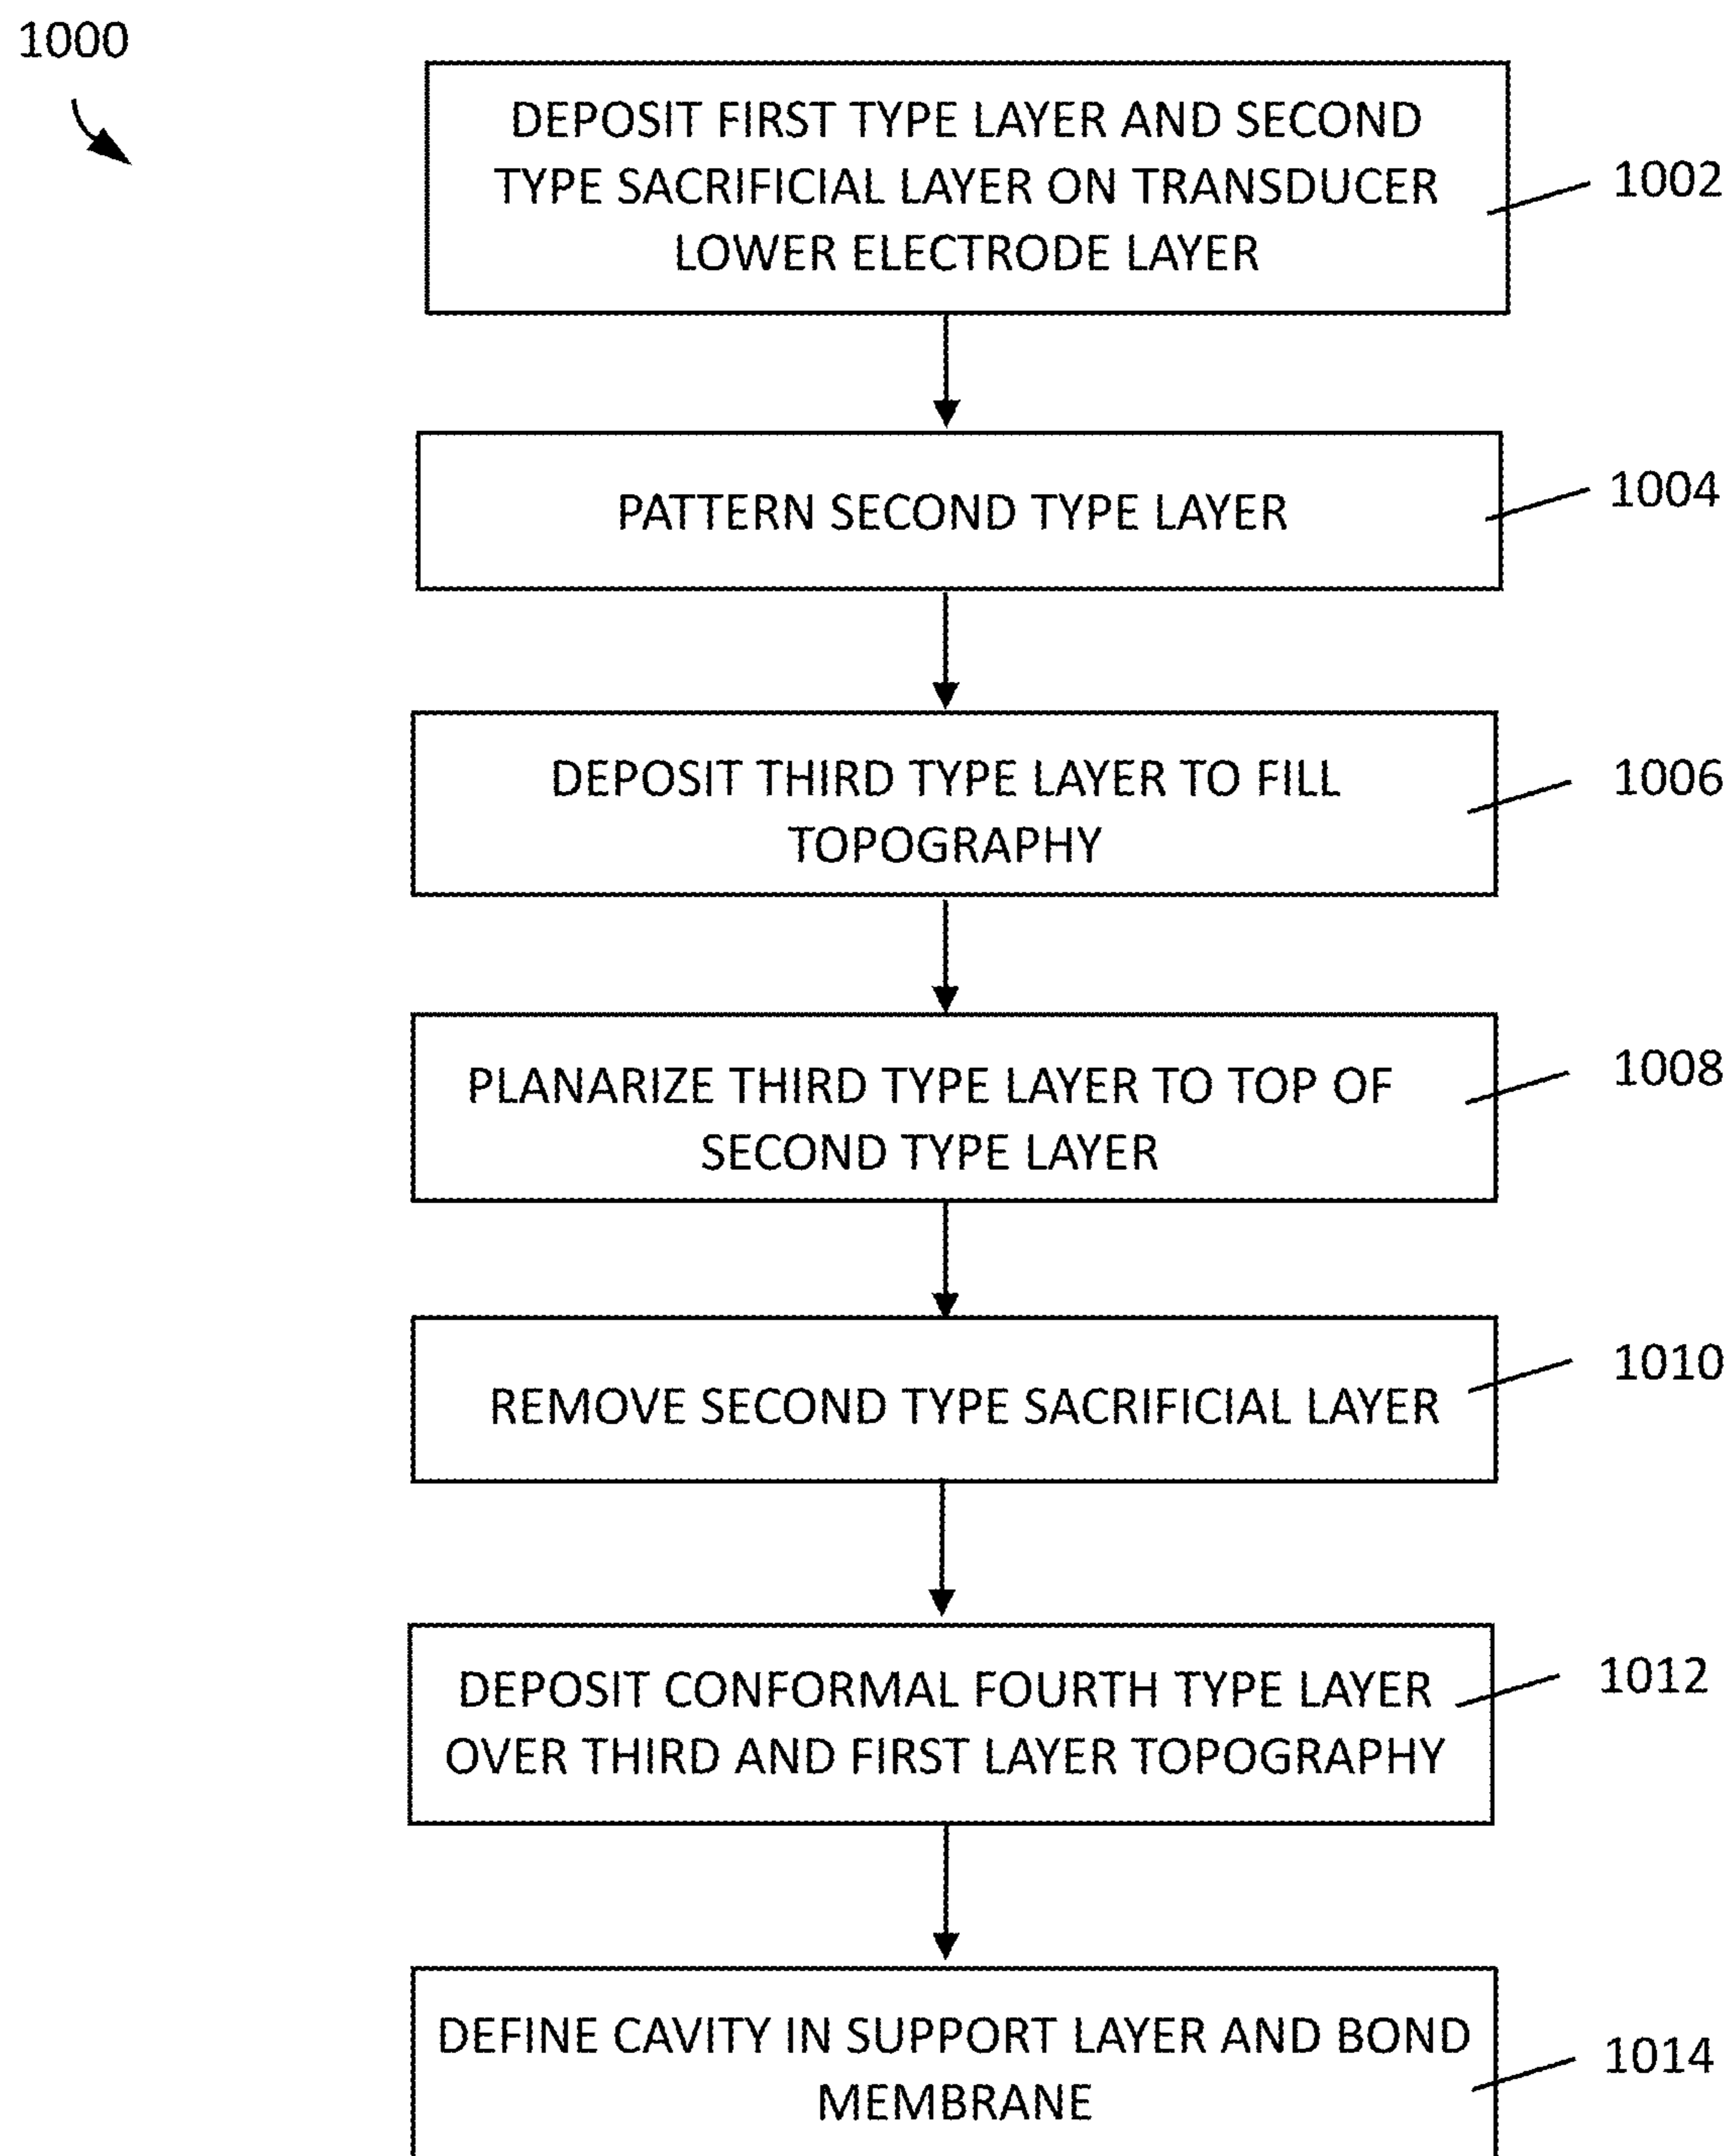 1000
DEPOSIT FIRST TYPE LAYER AND SECOND
TYPE SACRIFICIAL LAYER ON TRANSDUCER
LOWER ELECTRODE LAYER
1002
PATTERN SECOND TYPE LAYER
1004
DEPOSIT THIRD TYPE LAYER TO FILL
TOPOGRAPHY
1006
PLANARIZE THIRD TYPE LAYER TO TOP OF
SECOND TYPE LAYER
1008
REMOVE SECOND TYPE SACRIFICIAL LAYER
1010
DEPOSIT CONFORMAL FOURTH TYPE LAYER
OVER THIRD AND FIRST LAYER TOPOGRAPHY
1012
DEFINE CAVITY IN SUPPORT LAYER AND BOND
MEMBRANE
1014